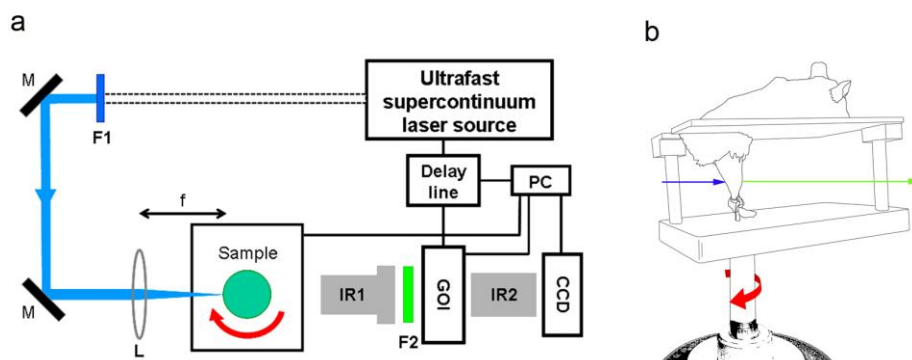 a
b
M
F1
Ultrafast
supercontinuum
laser source
Delay
line
PC
f
Sample
IR1
F2
GOI
IR2
CCD
M
L